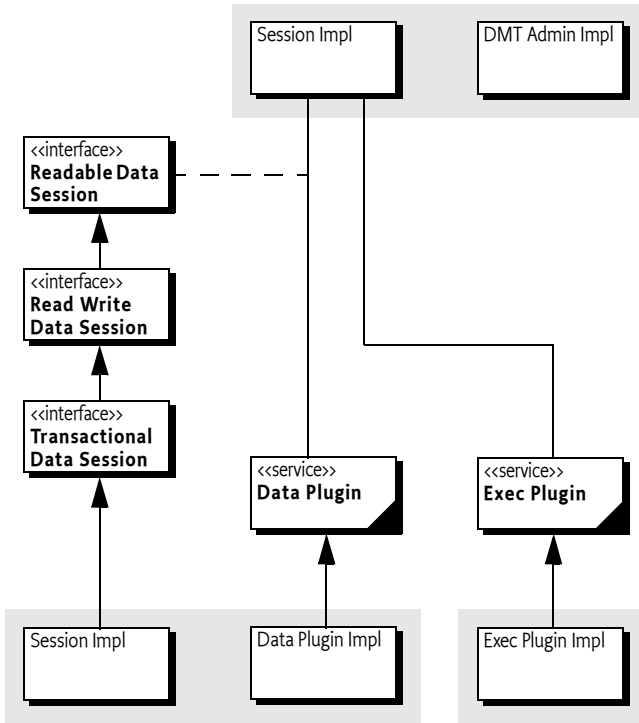 Session Impl
DMT Admin Impl
<<interface>>
Readable Data
Session
<<interface>>
Read Write
Data Session
<<interface>>
Transactional
Data Session
<<service>>
Data Plugin
<<service>>
Exec Plugin
Session Impl
Data Plugin Impl
Exec Plugin Impl